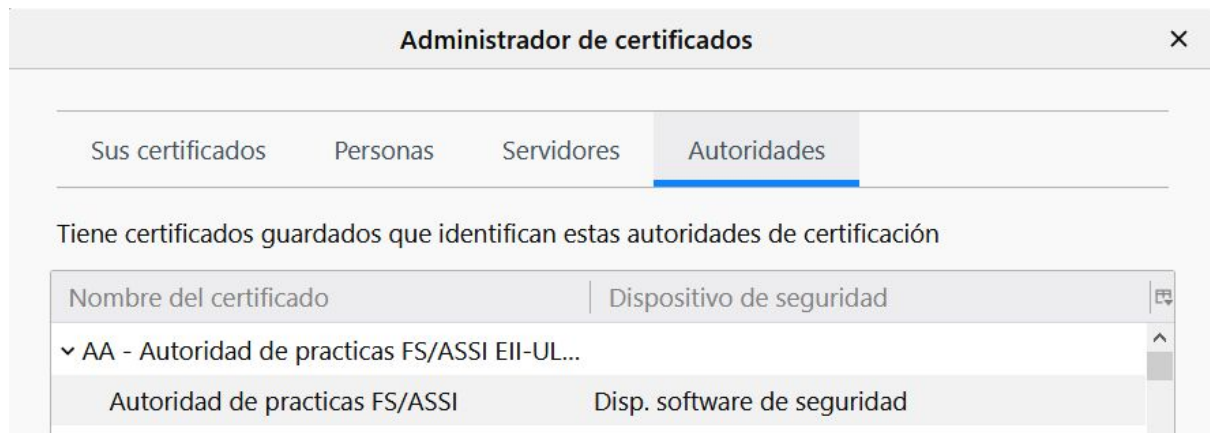 Administrador de certificados
Sus certificados Personas Servidores Autoridades
Tiene certificados guardados que identifican estas autoridades de certificación
Nombre del certificado Dispositivo de seguridad
AA - Autoridad de practicas FS/ASSI EII-UL...
Autoridad de practicas FS/ASSI Disp. software de seguridad